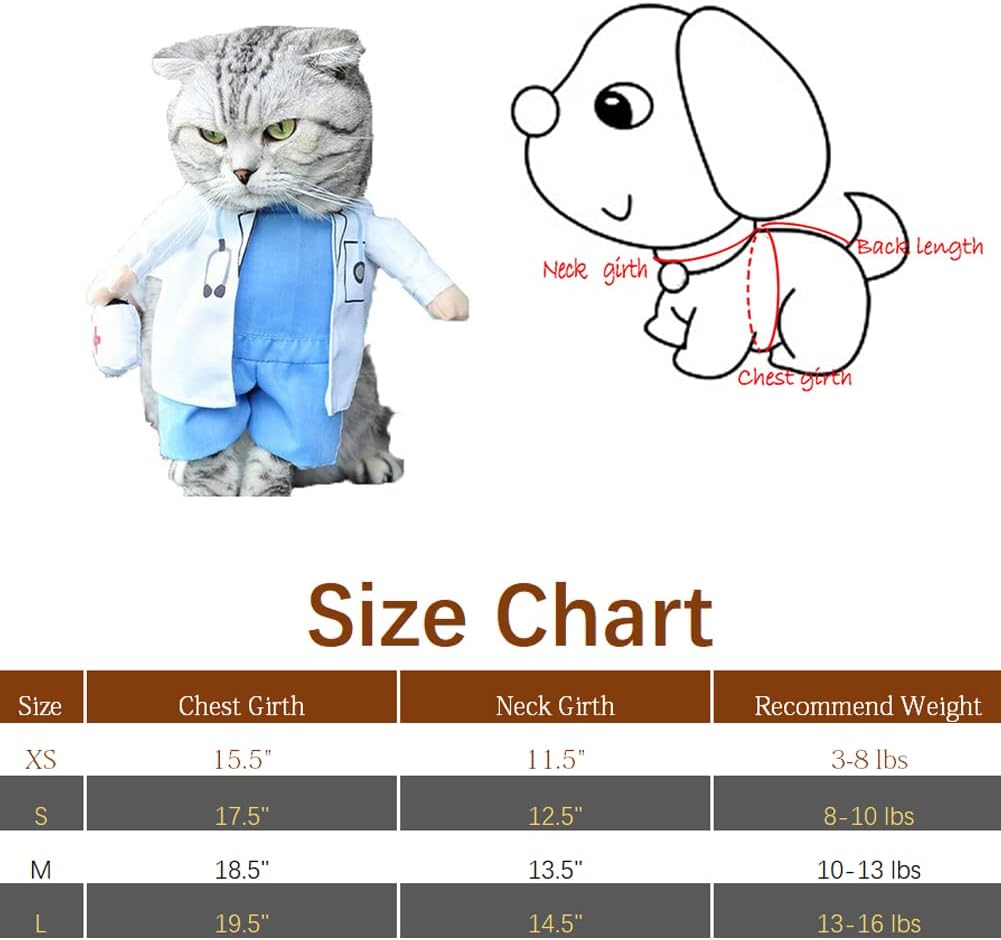 Neck girth
Back length
Chest girth
Size Chart
Size Chest Girth Neck Girth Recommend Weight
XS 15.5" 11.5" 3-8 lbs
S 17.5" 12.5" 8-10 lbs
M 18.5" 13.5" 10-13 lbs
L 19.5" 14.5" 13-16 lbs